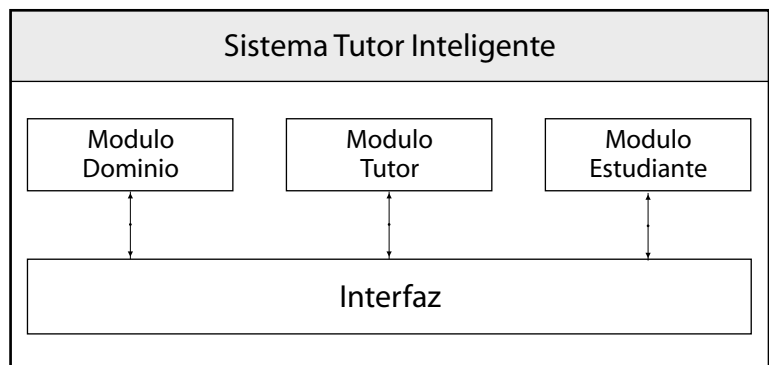 Sistema Tutor Inteligente
Modulo
Dominio
Modulo
Tutor
Modulo
Estudiante
Interfaz